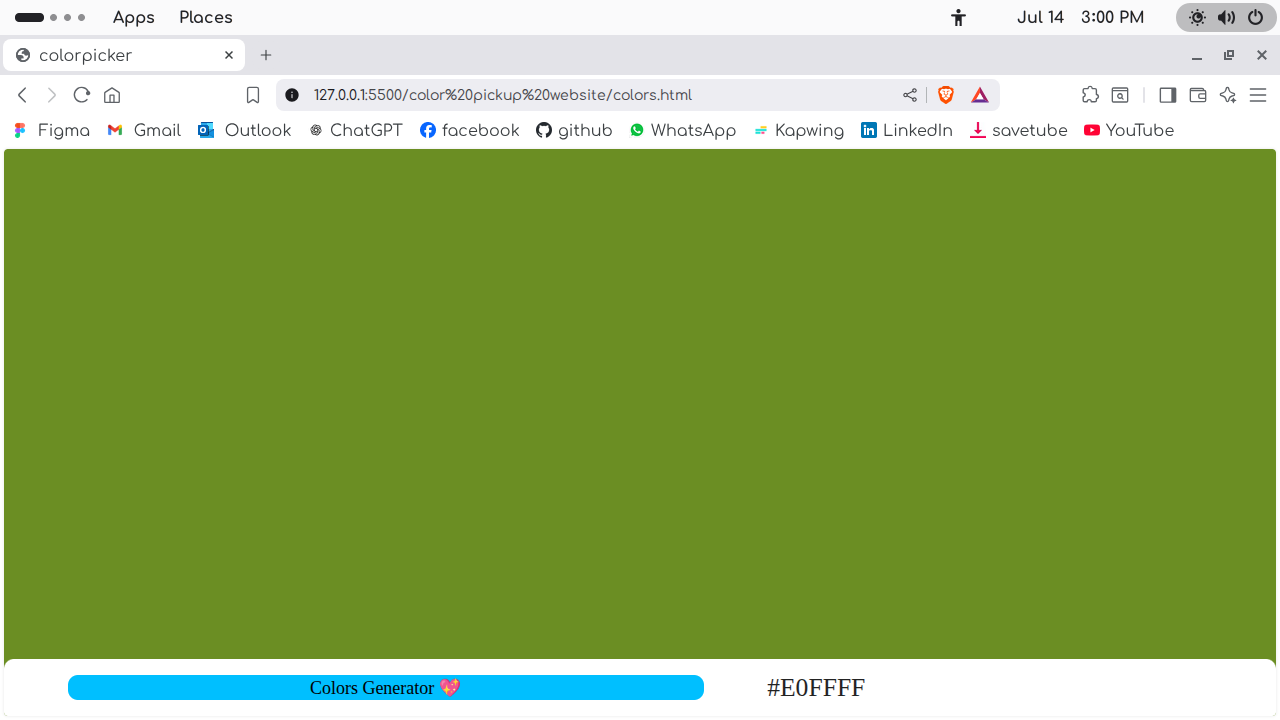 Apps Places Jul 14 3:00 PM
colorpicker
127.0.0.1:5500/color%20pickup%20website/colors.html
Figma Gmail Outlook ChatGPT facebook github WhatsApp Kapwing LinkedIn savetube YouTube
Colors Generator 💖 #E0FFFF